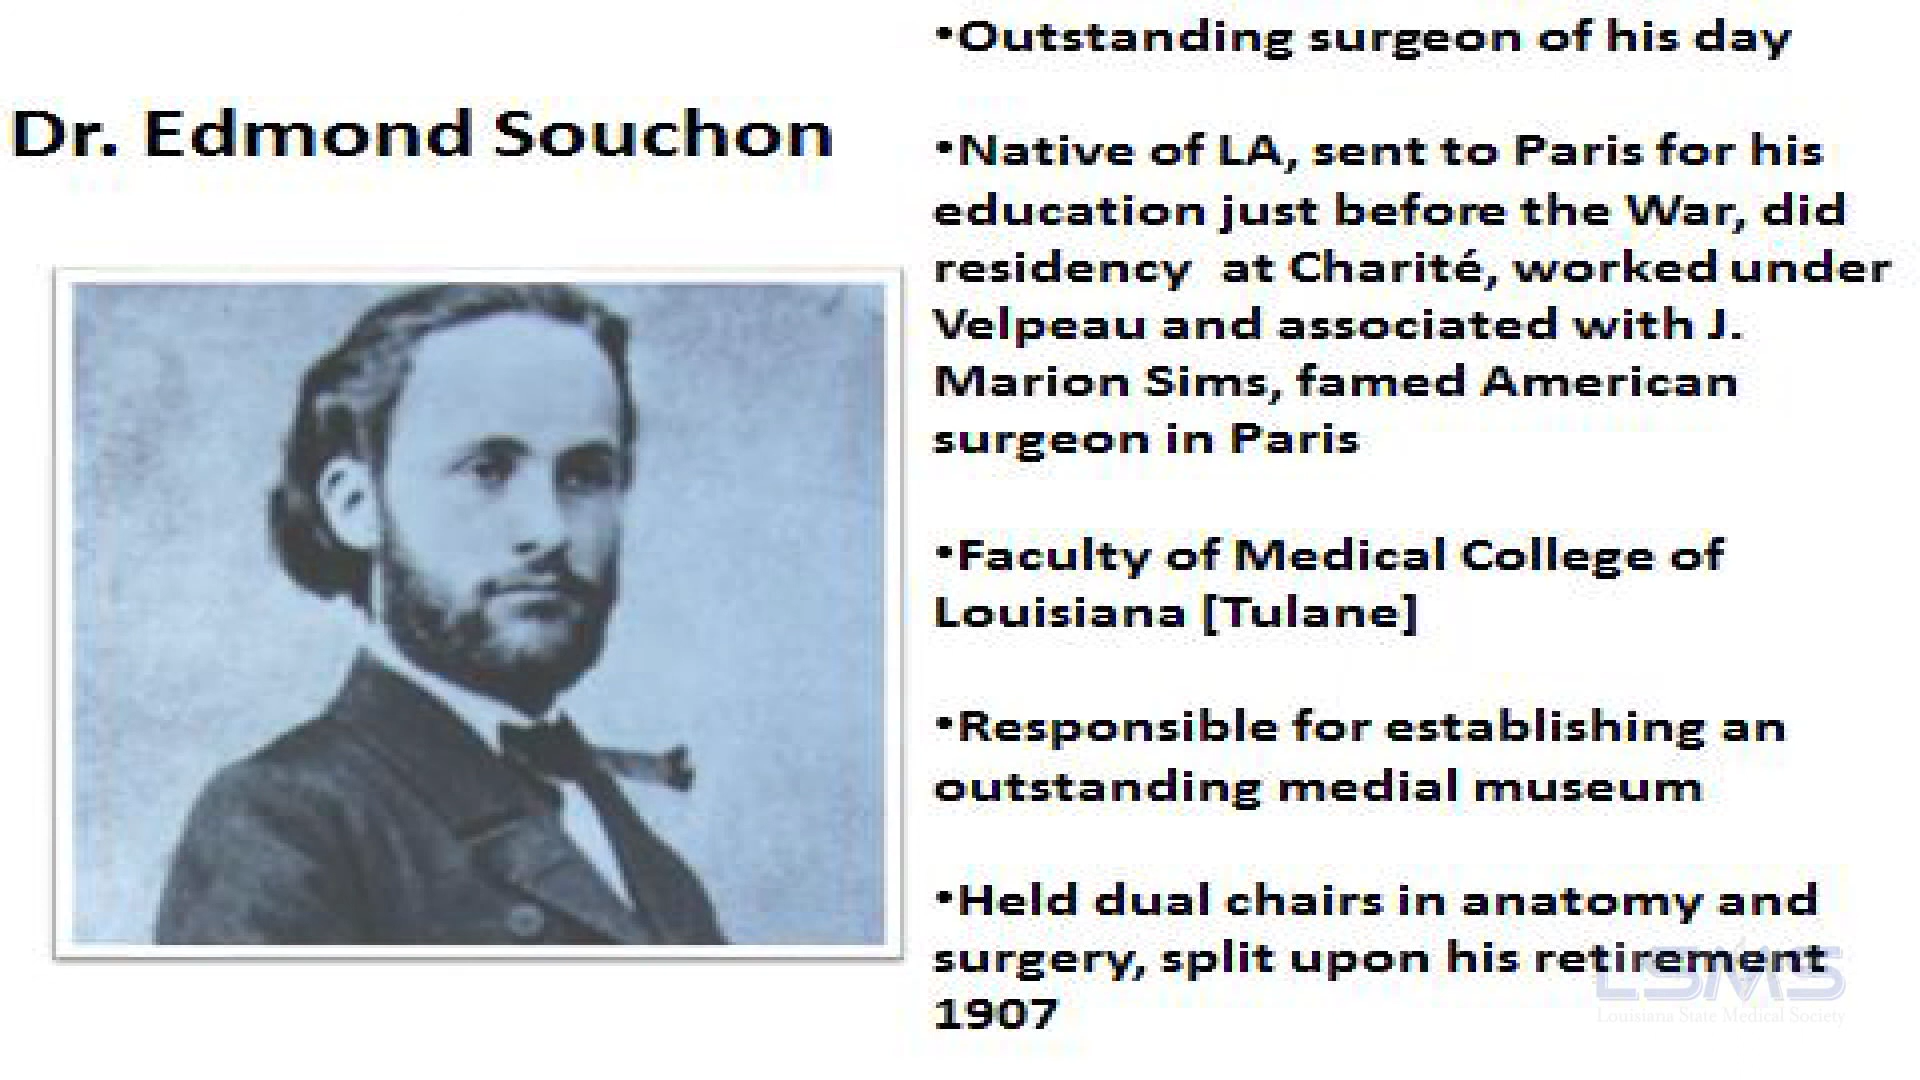 Dr. Edmond Souchon
•Outstanding surgeon of his day
•Native of LA, sent to Paris for his
education just before the War, did
residency at Charité, worked under
Velpeau and associated with J.
Marion Sims, famed American
surgeon in Paris
•Faculty of Medical College of
Louisiana [Tulane]
•Responsible for establishing an
outstanding medial museum
•Held dual chairs in anatomy and
surgery, split upon his retirement
1907
LSMS
Louisiana State Medical Society